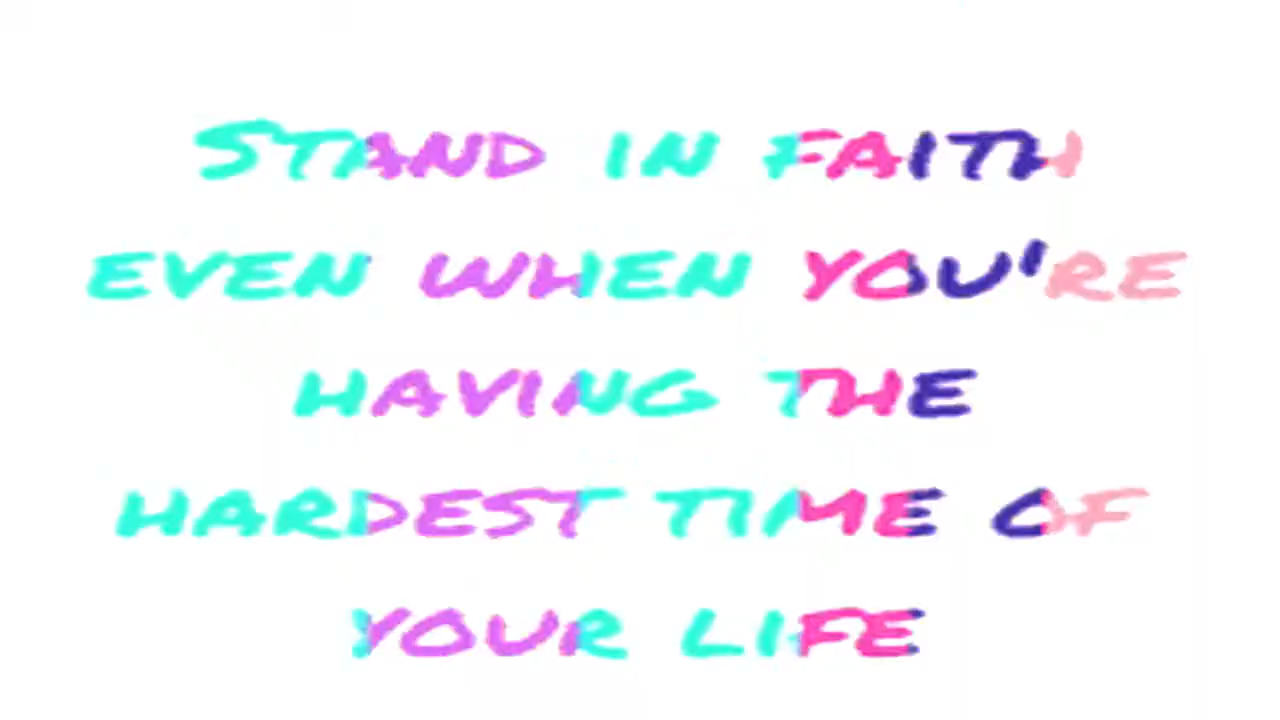 STAND IN FAITH
EVEN WHEN YOU'RE
HAVING THE
HARDEST TIME OF
YOUR LIFE